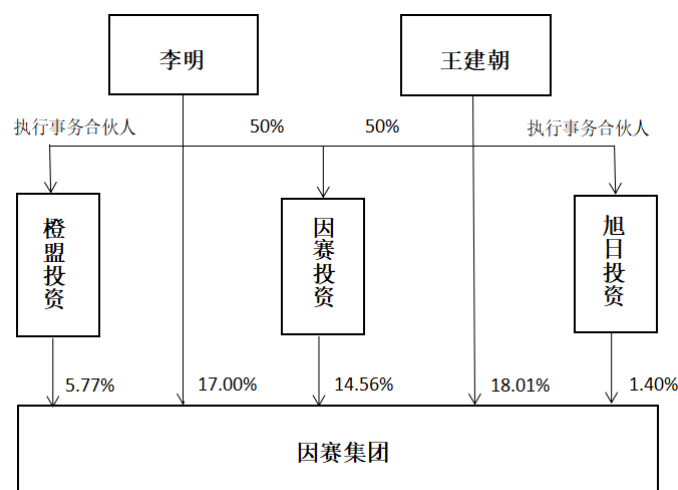 李明
王建朝
执行事务合伙人
50%
50%
执行事务合伙人
橙盟投资
因赛投资
旭日投资
5.77%
17.00%
14.56%
18.01%
1.40%
因赛集团